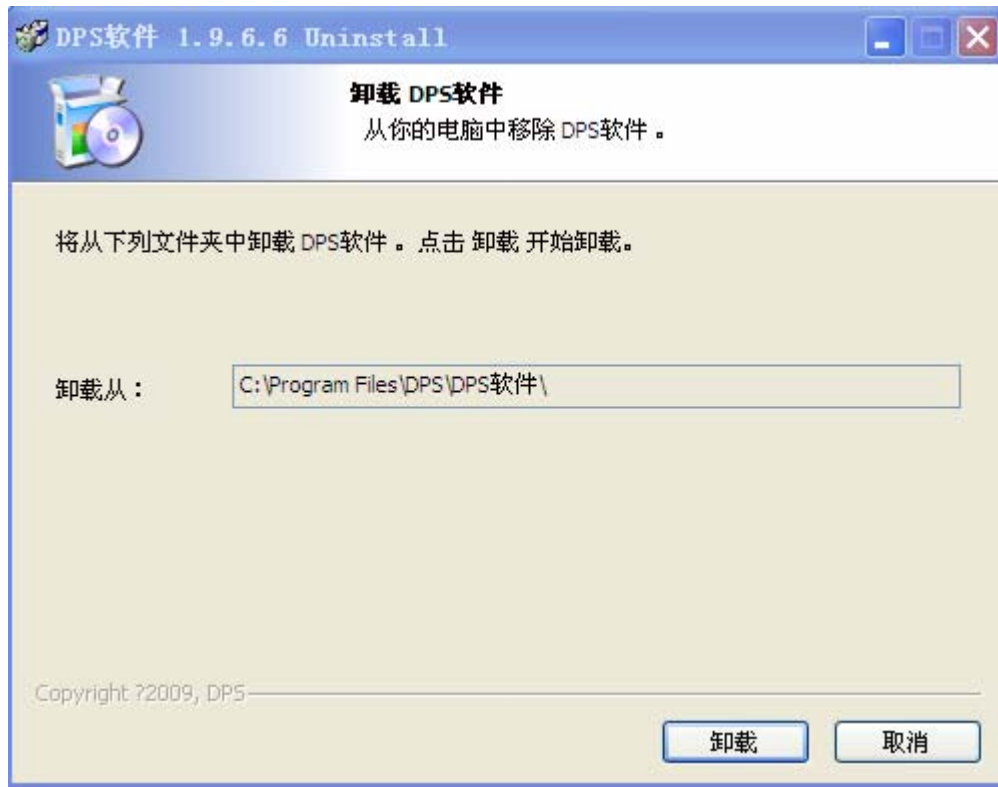 DPS软件 1.9.6.6 Uninstall
卸载 DPS软件
从你的电脑中移除 DPS软件 。
将从下列文件夹中卸载 DPS软件 。点击 卸载 开始卸载。
卸载从： C:\Program Files\DPS\DPS软件\
Copyright ?2009, DPS
卸载 取消